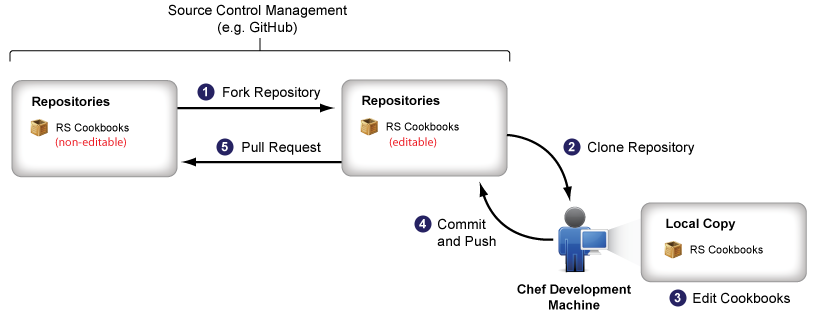 Source Control Management
(e.g. GitHub)
Repositories
RS Cookbooks
(non-editable)
1 Fork Repository
5 Pull Request
Repositories
RS Cookbooks
(editable)
2 Clone Repository
4 Commit
and Push
Chef Development
Machine
Local Copy
RS Cookbooks
3 Edit Cookbooks